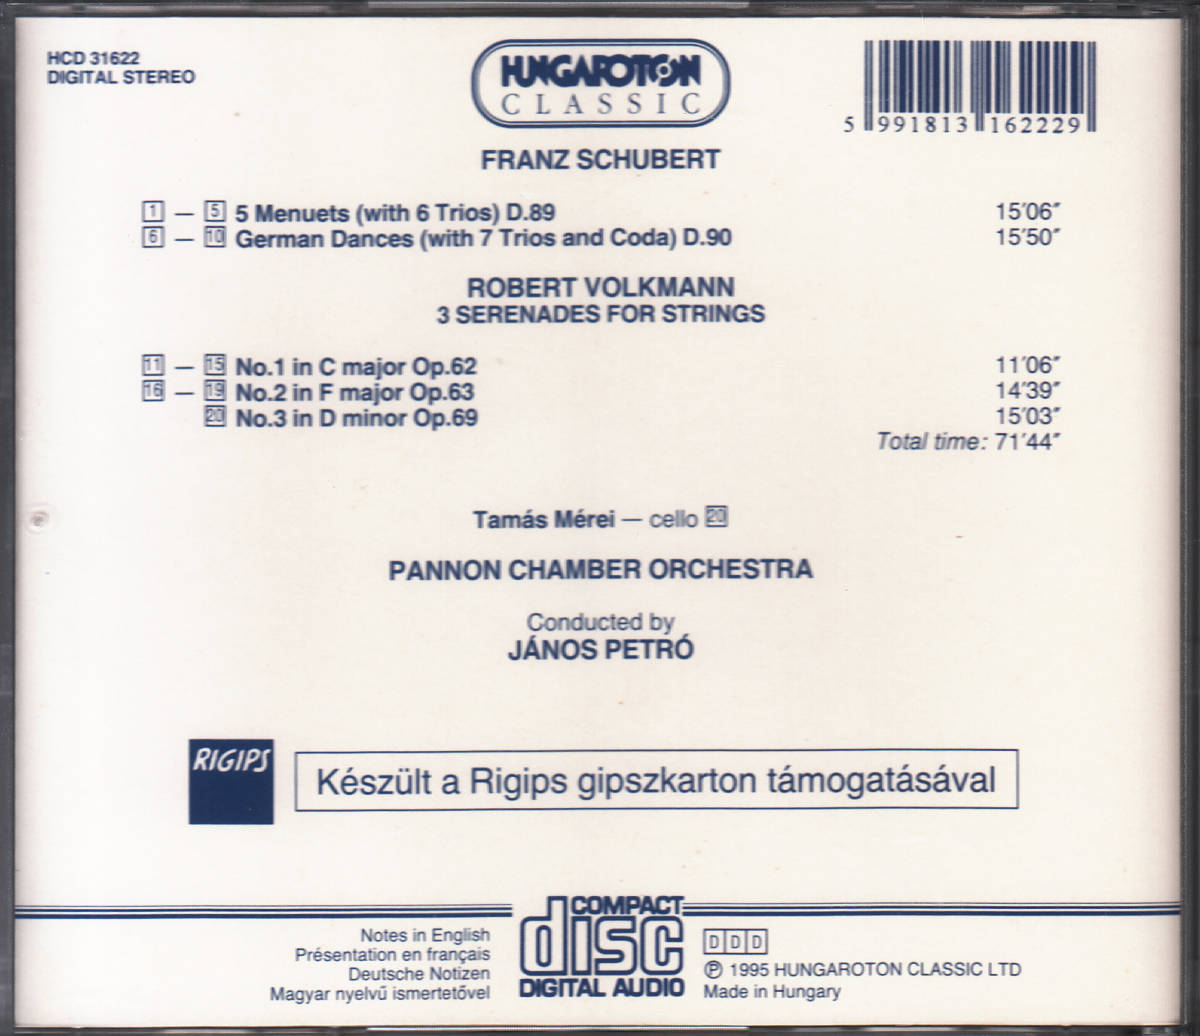 HCD 31622
DIGITAL STEREO
HUNGAROTON
CLASSIC
5 991813 162229
FRANZ SCHUBERT
1 — 5 5 Menuets (with 6 Trios) D.89 15′06″
6 — 10 German Dances (with 7 Trios and Coda) D.90 15′50″
ROBERT VOLKMANN
3 SERENADES FOR STRINGS
11 — 15 No.1 in C major Op.62 11′06″
16 — 19 No.2 in F major Op.63 14′39″
20 No.3 in D minor Op.69 15′03″
Total time: 71′44″
Tamás Mérei — cello 20
PANNON CHAMBER ORCHESTRA
Conducted by
JÁNOS PETRÓ
RIGIPS
Készült a Rigips gipszkarton támogatásával
Notes in English
Présentation en français
Deutsche Notizen
Magyar nyelvű ismertetővel
COMPACT
disc
DIGITAL AUDIO
DDD
℗ 1995 HUNGAROTON CLASSIC LTD
Made in Hungary